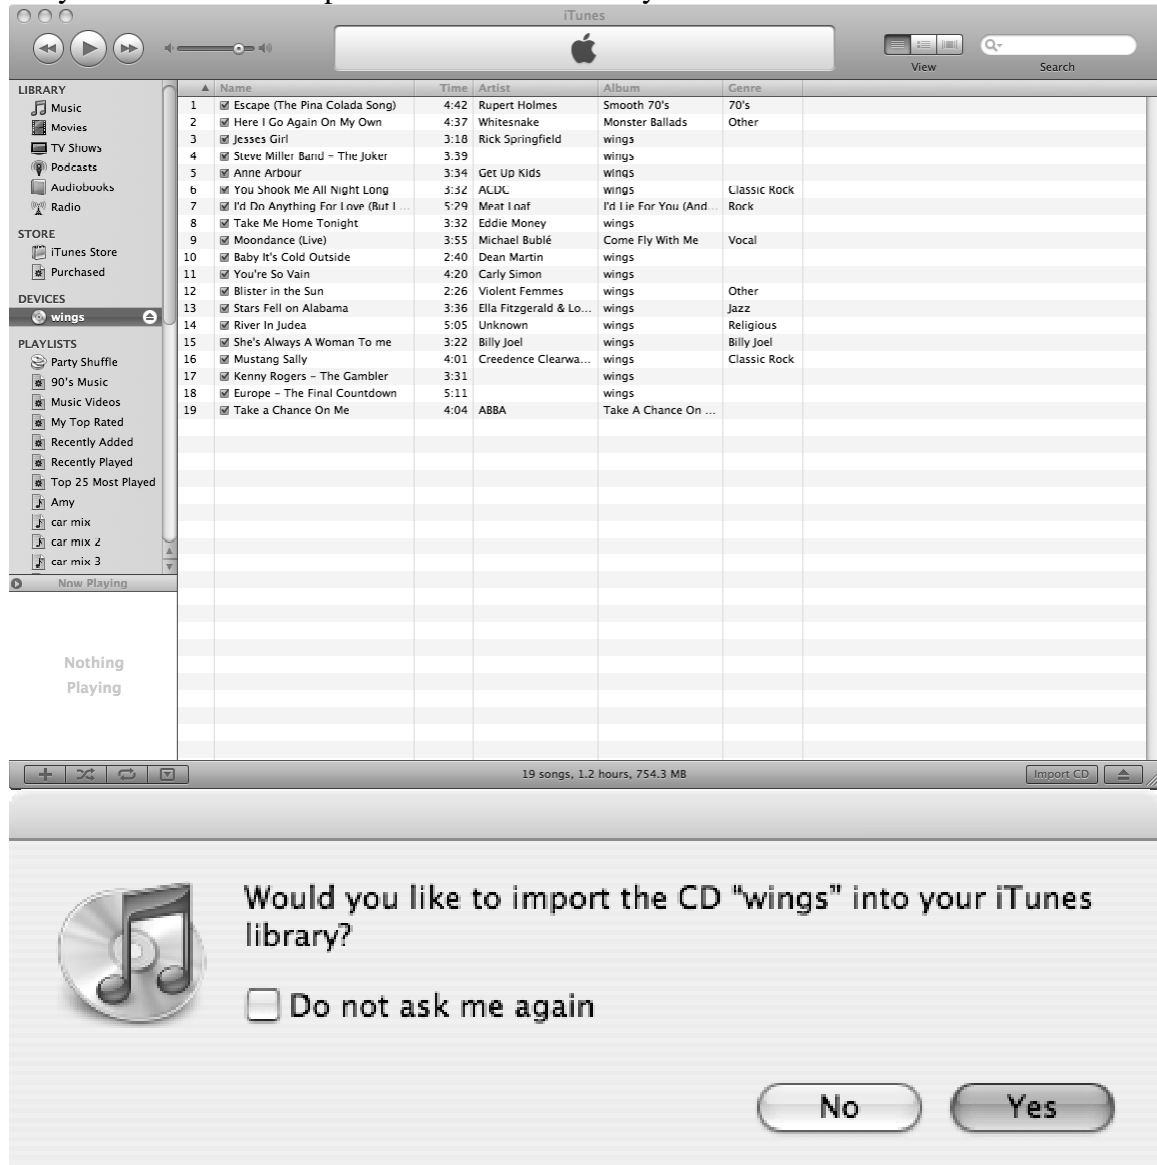 iTunes
View
Search
LIBRARY
Music
Movies
TV Shows
Podcasts
Audiobooks
Radio
STORE
iTunes Store
Purchased
DEVICES
wings
PLAYLISTS
Party Shuffle
90's Music
Music Videos
My Top Rated
Recently Added
Recently Played
Top 25 Most Played
Amy
car mix
car mix 2
car mix 3
Now Playing
Nothing
Playing
Name Time Artist Album Genre
1 Escape (The Pina Colada Song) 4:42 Rupert Holmes Smooth 70's 70's
2 Here I Go Again On My Own 4:37 Whitesnake Monster Ballads Other
3 Jesses Girl 3:18 Rick Springfield wings
4 Steve Miller Band – The Joker 3:39 wings
5 Anne Arbour 3:34 Get Up Kids wings
6 You Shook Me All Night Long 3:32 ACDC wings Classic Rock
7 I'd Do Anything For Love (But I ... 5:29 Meat Loaf I'd Lie For You (And... Rock
8 Take Me Home Tonight 3:32 Eddie Money wings
9 Moondance (Live) 3:55 Michael Bublé Come Fly With Me Vocal
10 Baby It's Cold Outside 2:40 Dean Martin wings
11 You're So Vain 4:20 Carly Simon wings
12 Blister in the Sun 2:26 Violent Femmes wings Other
13 Stars Fell on Alabama 3:36 Ella Fitzgerald & Lo... wings Jazz
14 River In Judea 5:05 Unknown wings Religious
15 She's Always A Woman To me 3:22 Billy Joel wings Billy Joel
16 Mustang Sally 4:01 Creedence Clearwa... wings Classic Rock
17 Kenny Rogers – The Gambler 3:31 wings
18 Europe – The Final Countdown 5:11 wings
19 Take a Chance On Me 4:04 ABBA Take A Chance On ...
19 songs, 1.2 hours, 754.3 MB
Import CD
Would you like to import the CD "wings" into your iTunes
library?
Do not ask me again
No
Yes